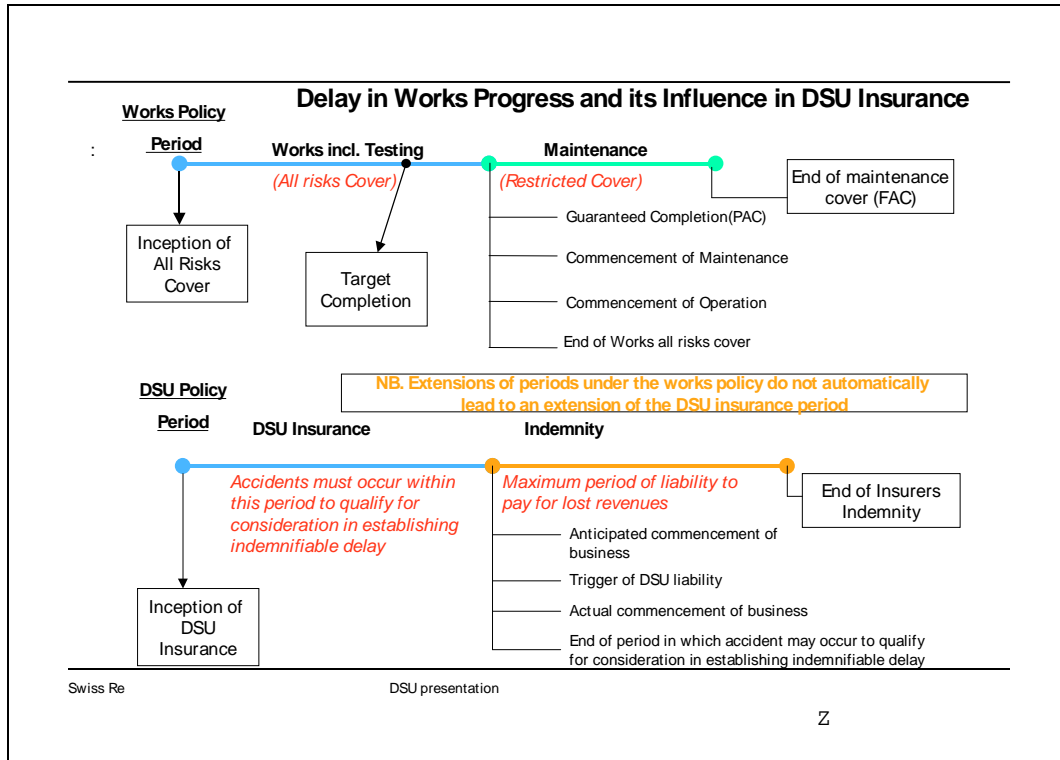 Delay in Works Progress and its Influence in DSU Insurance
Works Policy
Period
:
Works incl. Testing
Maintenance
(All risks Cover)
(Restricted Cover)
End of maintenance
cover (FAC)
Guaranteed Completion(PAC)
Inception of
All Risks
Cover
Commencement of Maintenance
Target
Completion
Commencement of Operation
End of Works all risks cover
DSU Policy
Period
NB. Extensions of periods under the works policy do not automatically
lead to an extension of the DSU insurance period
DSU Insurance
Indemnity
Accidents must occur within
this period to qualify for
consideration in establishing
indemnifiable delay
Maximum period of liability to
pay for lost revenues
End of Insurers
Indemnity
Anticipated commencement of
business
Trigger of DSU liability
Inception of
DSU
Insurance
Actual commencement of business
End of period in which accident may occur to qualify
for consideration in establishing indemnifiable delay
Swiss Re
DSU presentation
Z